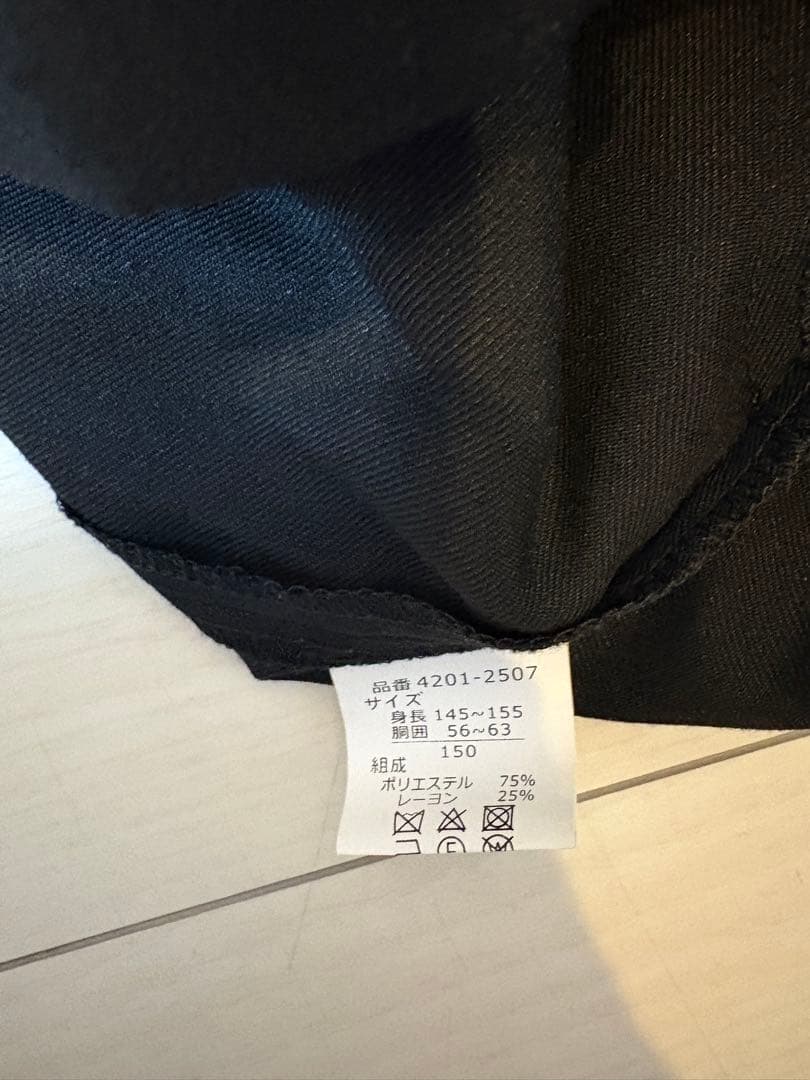 品番 4201-2507
サイズ
身長 145~155
胴囲 56~63
150
組成
ポリエステル 75%
レーヨン 25%